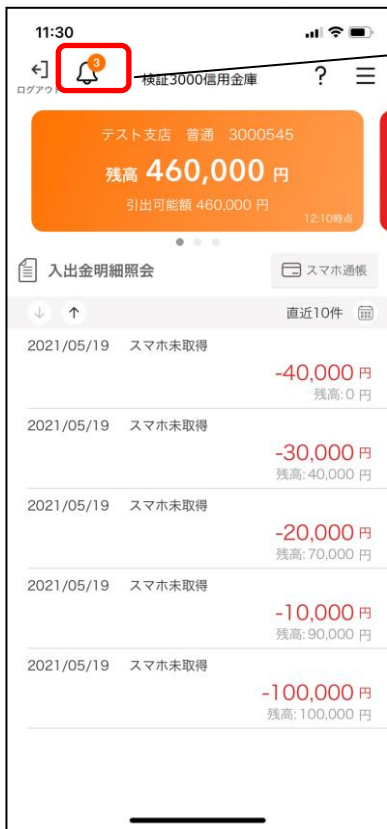 11:30
3
ログアウト
検証3000信用金庫
?
テスト支店 普通 3000545
残高 460,000 円
引出可能額 460,000 円
12:10時点
入出金明細照会
スマホ通帳
↓ ↑ 直近10件
2021/05/19 スマホ未取得
-40,000 円
残高:0 円
2021/05/19 スマホ未取得
-30,000 円
残高:40,000 円
2021/05/19 スマホ未取得
-20,000 円
残高:70,000 円
2021/05/19 スマホ未取得
-10,000 円
残高:90,000 円
2021/05/19 スマホ未取得
-100,000 円
残高:100,000 円